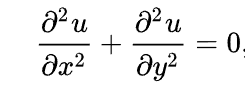 ∂²u/∂x² + ∂²u/∂y² = 0,